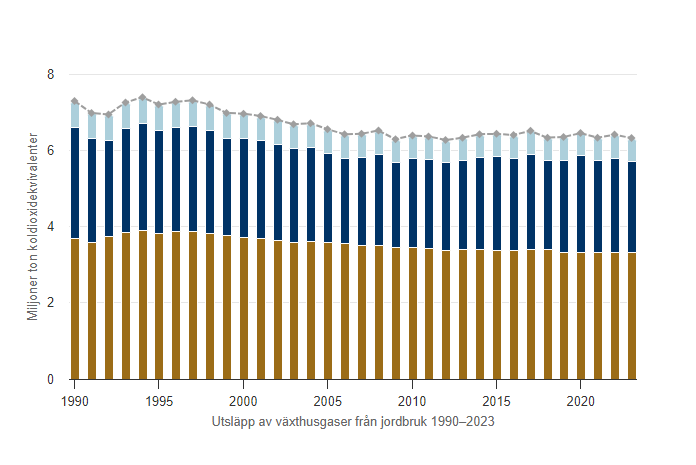 8
6
4
2
0
Miljoner ton koldioxidekvivalenter
1990 1995 2000 2005 2010 2015 2020
Utsläpp av växthusgaser från jordbruk 1990–2023